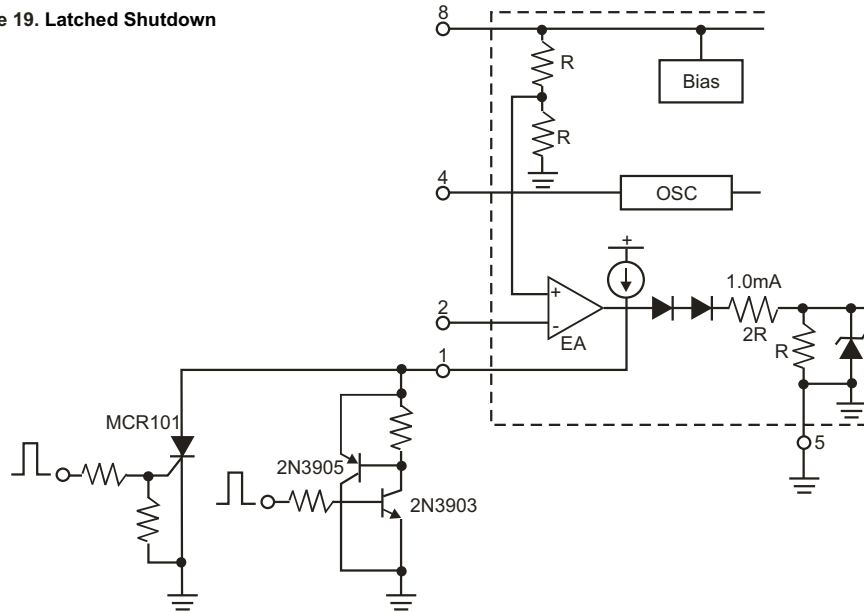 e 19. Latched Shutdown
8
R
Bias
R
4
OSC
+
1.0mA
+
2
-
EA
2R
R
1
MCR101
2N3905
5
2N3903